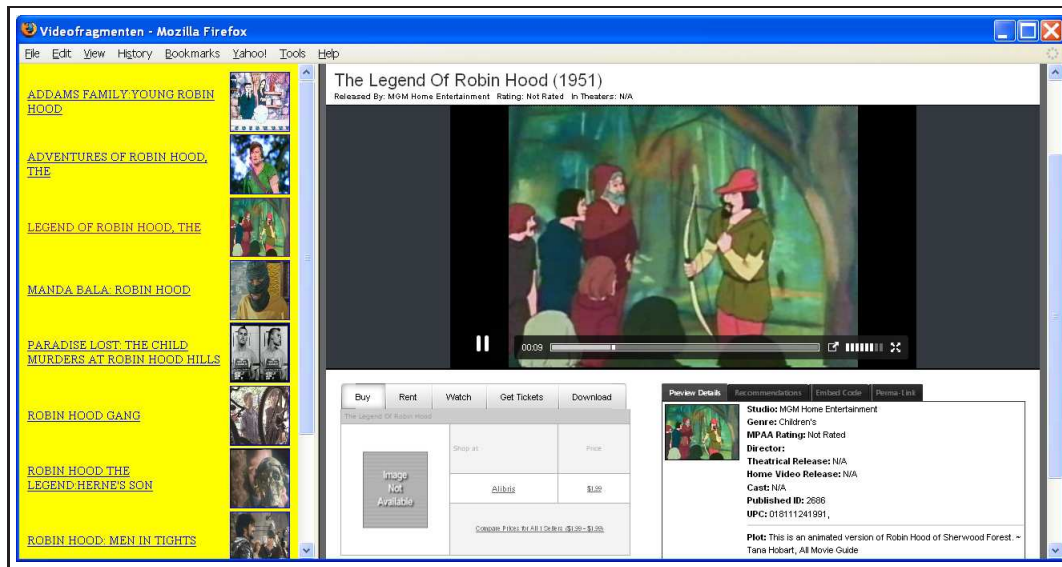 Videofragmenten - Mozilla Firefox
File Edit View History Bookmarks Yahoo! Tools Help
ADDAMS FAMILY:YOUNG ROBIN
HOOD
ADVENTURES OF ROBIN HOOD,
THE
LEGEND OF ROBIN HOOD, THE
MANDA BALA: ROBIN HOOD
PARADISE LOST: THE CHILD
MURDERS AT ROBIN HOOD HILLS
ROBIN HOOD GANG
ROBIN HOOD THE
LEGEND:HERNE'S SON
ROBIN HOOD: MEN IN TIGHTS
The Legend Of Robin Hood (1951)
Released By: MGM Home Entertainment Rating: Not Rated In Theaters: N/A
00:09
Buy Rent Watch Get Tickets Download
The Legend Of Robin Hood
Shop at Price
Image
Not
Available
Alibris $1.99
Compare Prices for All 1 Sellers ($1.99 - $1.99)
Preview Details Recommendations Embed Code Perma-Link
Studio: MGM Home Entertainment
Genre: Children's
MPAA Rating: Not Rated
Director:
Theatrical Release: N/A
Home Video Release: N/A
Cast: N/A
Published ID: 2686
UPC: 018111241991,
Plot: This is an animated version of Robin Hood of Sherwood Forest. ~
Tana Hobart, All Movie Guide